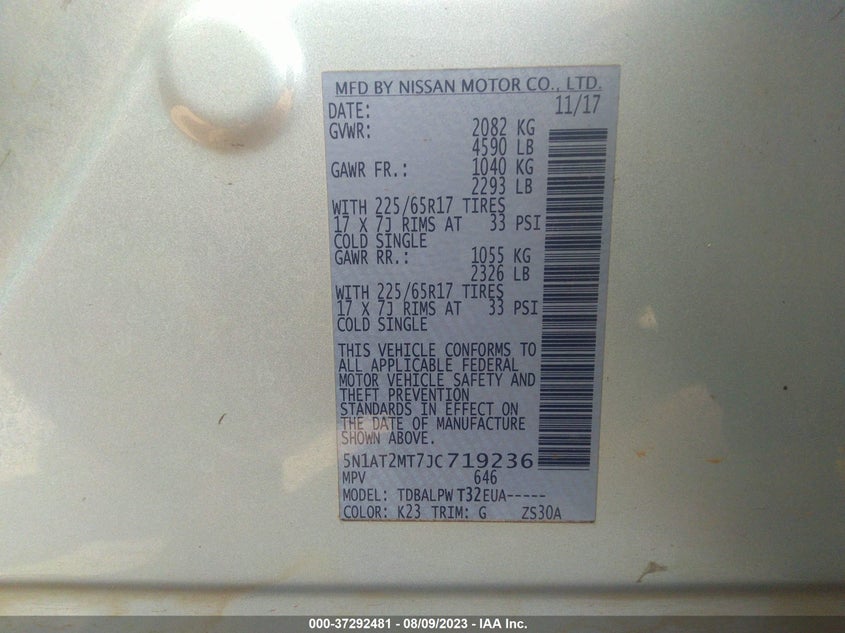 MFD BY NISSAN MOTOR CO., LTD.
DATE: 11/17
GVWR: 2082 KG
4590 LB
GAWR FR.: 1040 KG
2293 LB
WITH 225/65R17 TIRES
17 X 7J RIMS AT 33 PSI
COLD SINGLE
GAWR RR.: 1055 KG
2326 LB
WITH 225/65R17 TIRES
17 X 7J RIMS AT 33 PSI
COLD SINGLE
THIS VEHICLE CONFORMS TO
ALL APPLICABLE FEDERAL
MOTOR VEHICLE SAFETY AND
THEFT PREVENTION
STANDARDS IN EFFECT ON
THE DATE OF MANUFACTURE
SHOWN ABOVE.
5N1AT2MT7JC719236
MPV 646
MODEL: TDBALPW T32EUA-----
COLOR: K23 TRIM: G ZS30A
000-37292481 - 08/09/2023 - IAA Inc.